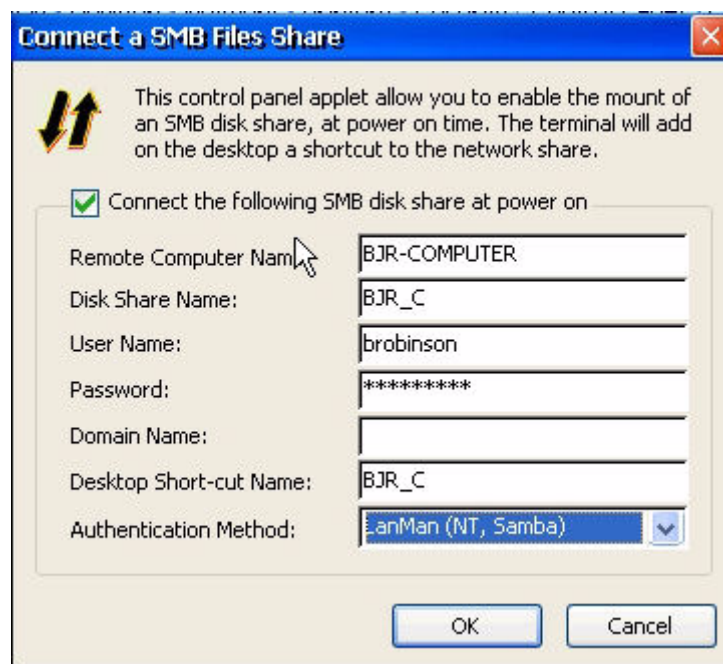 Connect a SMB Files Share
This control panel applet allow you to enable the mount of
an SMB disk share, at power on time. The terminal will add
on the desktop a shortcut to the network share.
Connect the following SMB disk share at power on
Remote Computer Nam
BJR-COMPUTER
Disk Share Name:
BJR_C
User Name:
brobinson
Password:
*********
Domain Name:
Desktop Short-cut Name:
BJR_C
Authentication Method:
LanMan (NT, Samba)
OK
Cancel